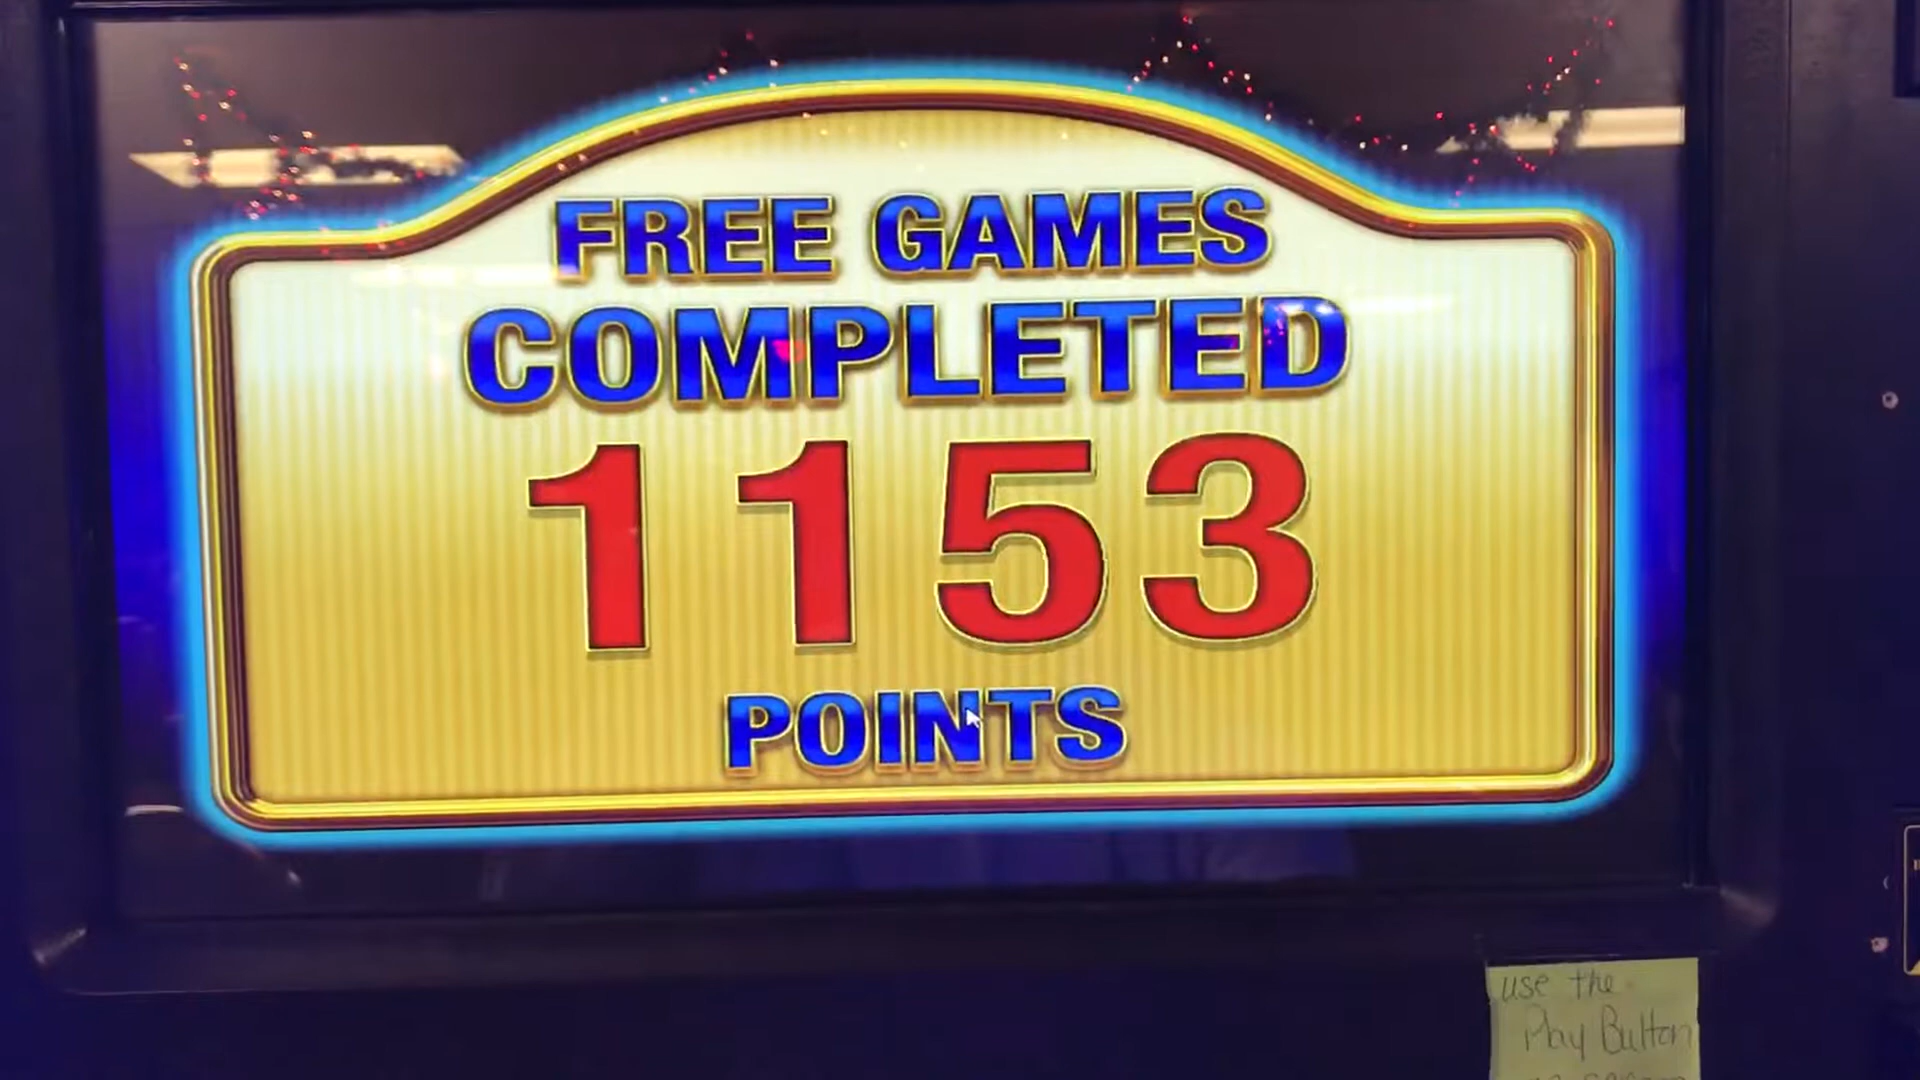 FREE GAMES
COMPLETED
1153
POINTS
use the
Play Button